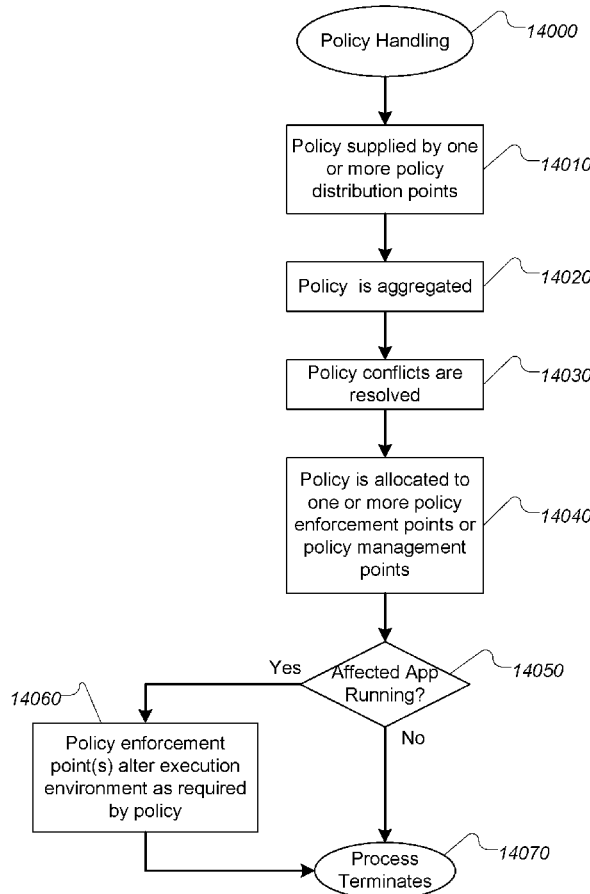 Policy Handling
14000
Policy supplied by one
or more policy
distribution points
14010
Policy is aggregated
14020
Policy conflicts are
resolved
14030
Policy is allocated to
one or more policy
enforcement points or
policy management
points
14040
Affected App
Running?
14050
Yes
No
14060
Policy enforcement
point(s) alter execution
environment as required
by policy
Process
Terminates
14070